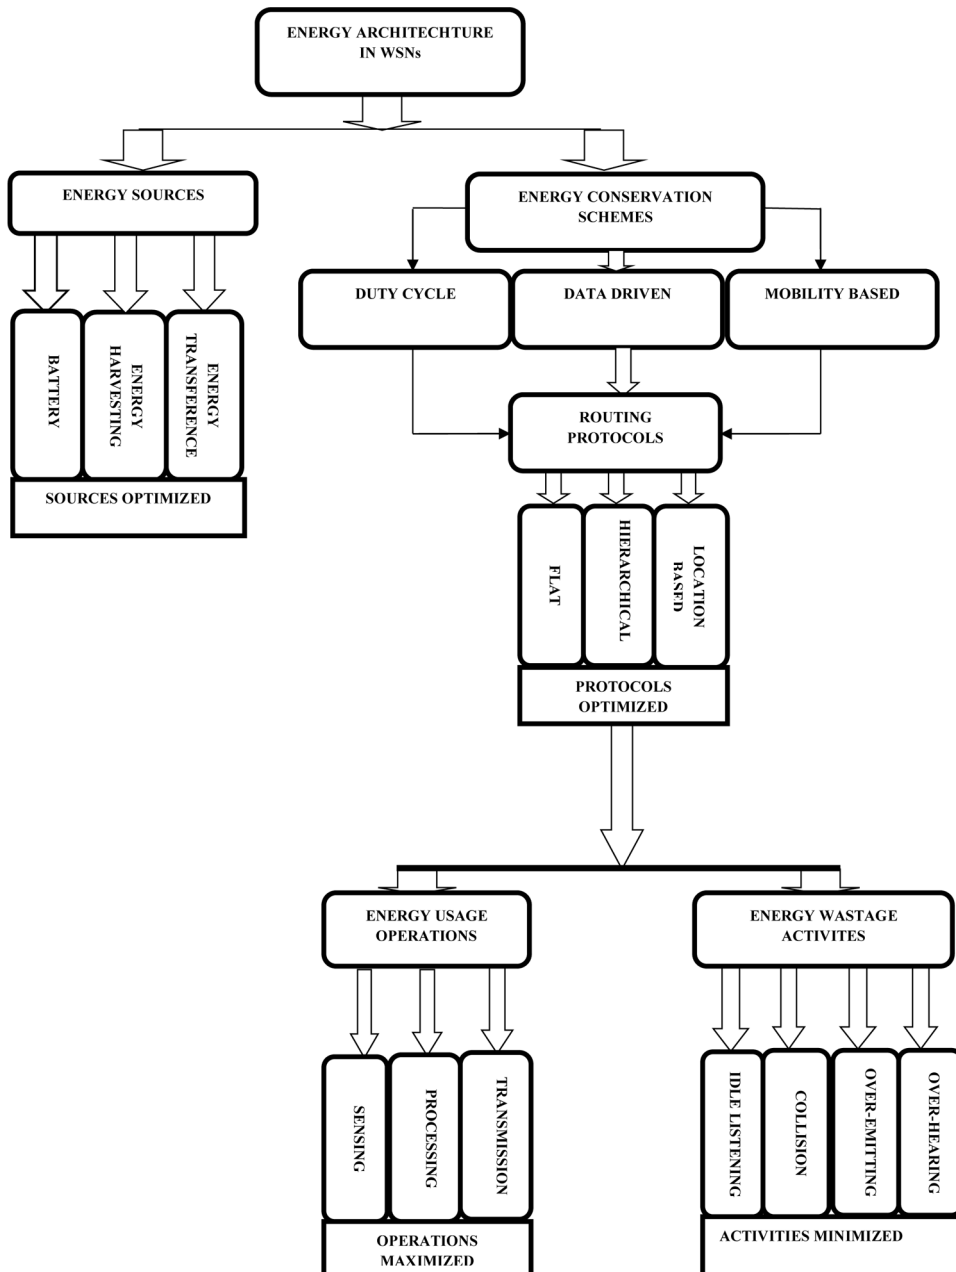 ENERGY ARCHITECHTURE
IN WSNs
ENERGY SOURCES
ENERGY CONSERVATION
SCHEMES
DUTY CYCLE
DATA DRIVEN
MOBILITY BASED
BATTERY
ENERGY
HARVESTING
ENERGY
TRANSFERENCE
SOURCES OPTIMIZED
ROUTING
PROTOCOLS
FLAT
HIERARCHICAL
LOCATION
BASED
PROTOCOLS
OPTIMIZED
ENERGY USAGE
OPERATIONS
ENERGY WASTAGE
ACTIVITES
SENSING
PROCESSING
TRANSMISSION
IDLE LISTENING
COLLISION
OVER-EMITTING
OVER-HEARING
OPERATIONS
MAXIMIZED
ACTIVITIES MINIMIZED